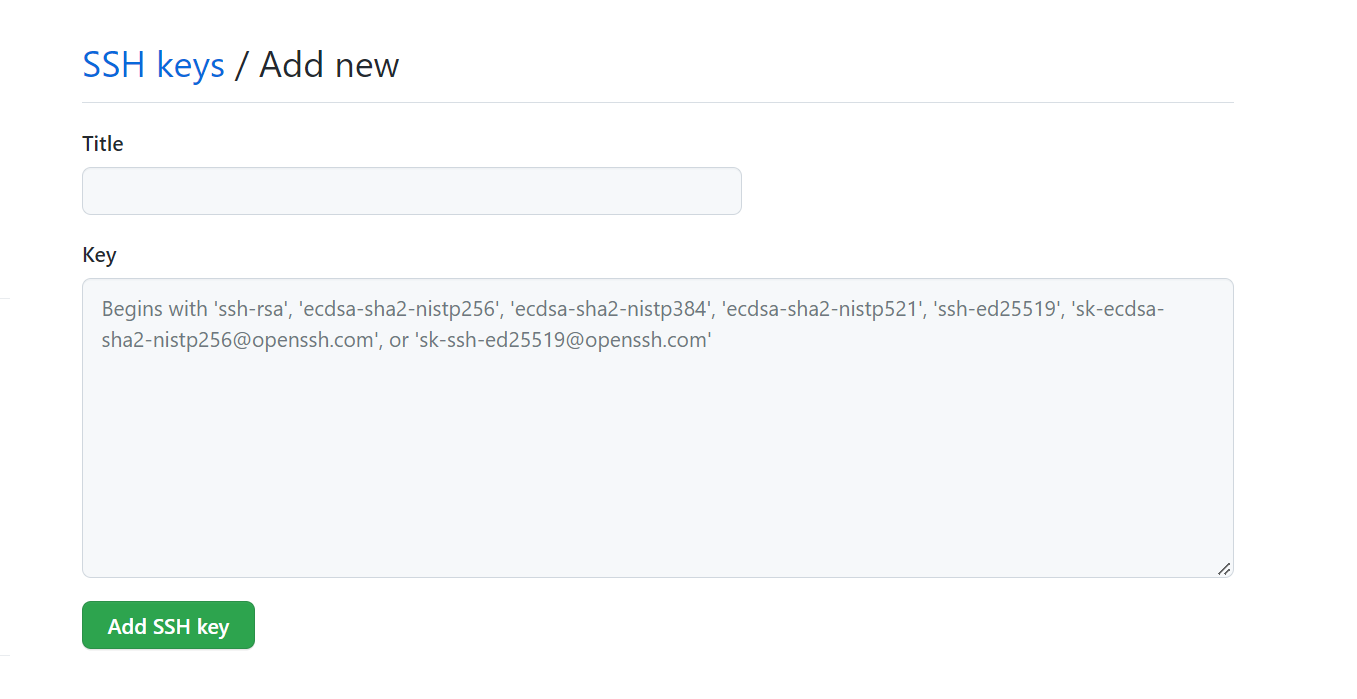 SSH keys / Add new
Title
Key
Begins with 'ssh-rsa', 'ecdsa-sha2-nistp256', 'ecdsa-sha2-nistp384', 'ecdsa-sha2-nistp521', 'ssh-ed25519', 'sk-ecdsa-
sha2-nistp256@openssh.com', or 'sk-ssh-ed25519@openssh.com'
Add SSH key